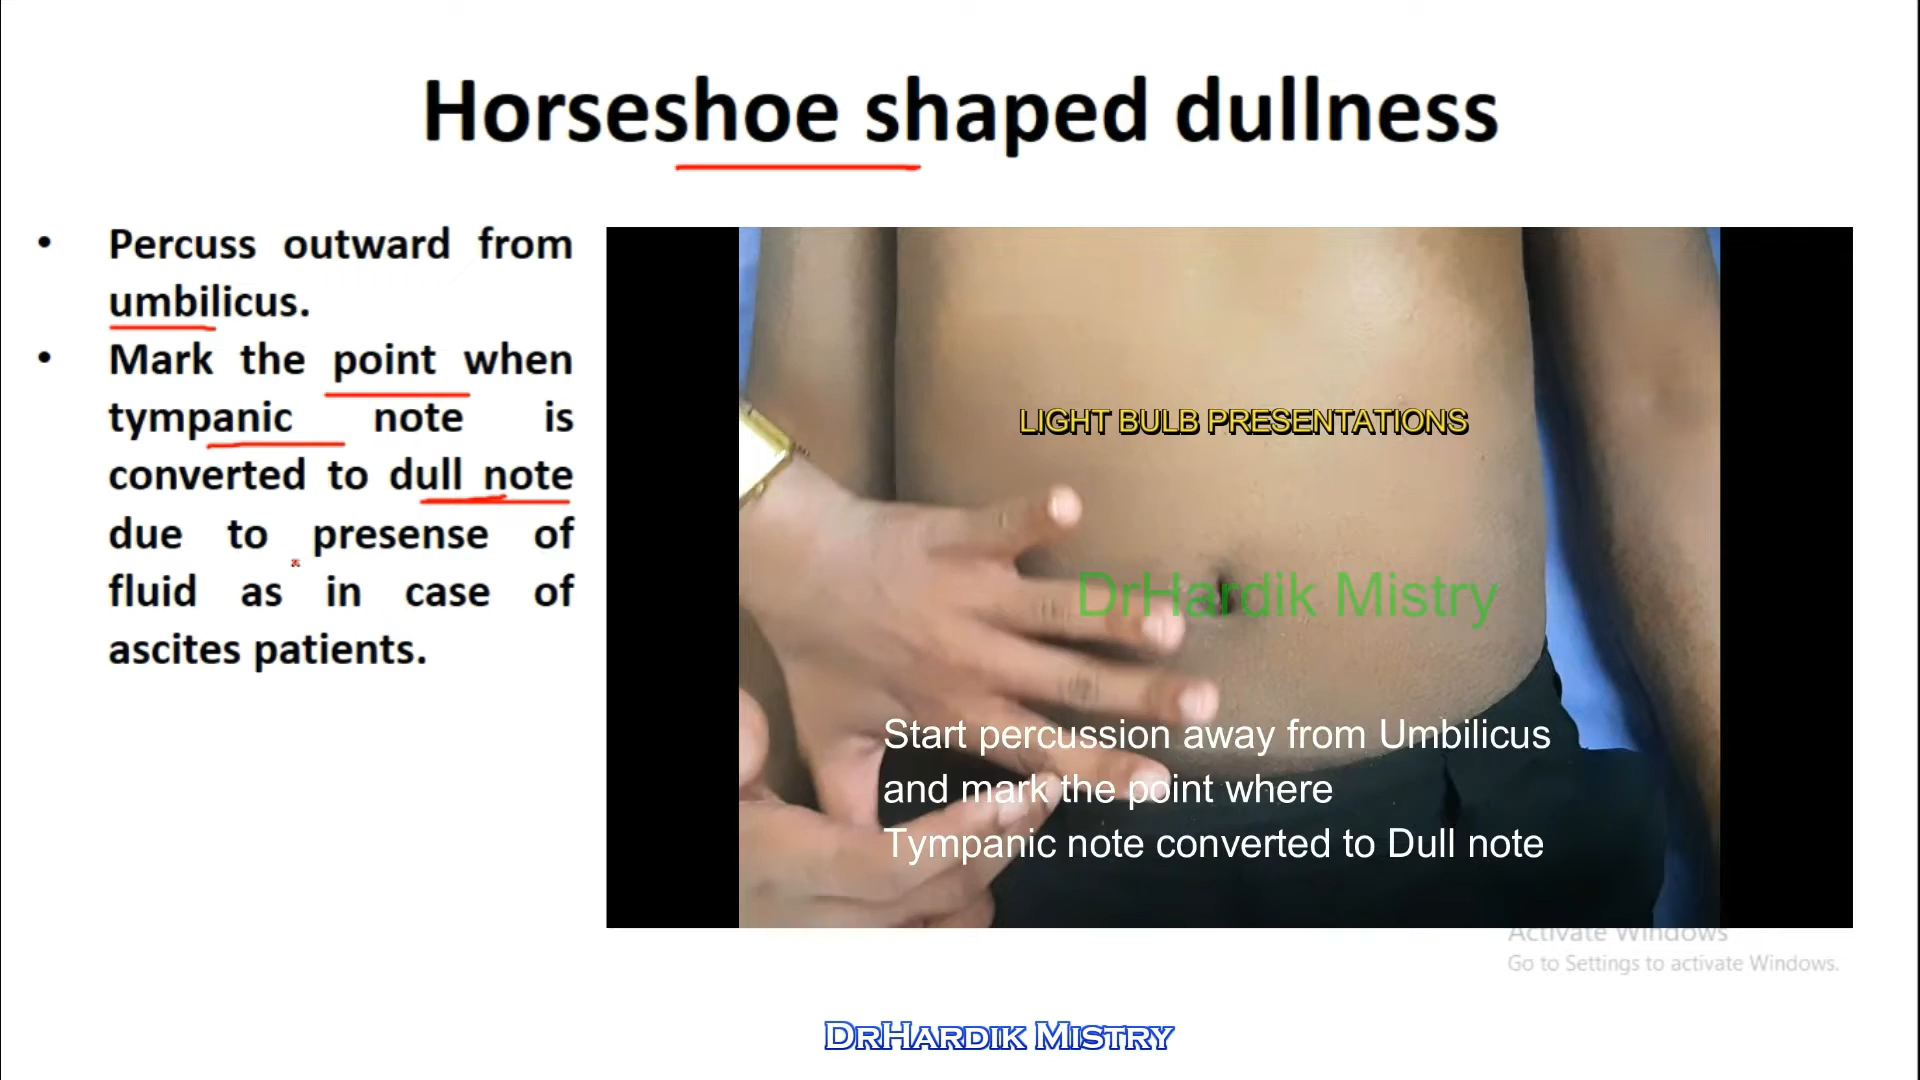 Horseshoe shaped dullness
• Percuss outward from
umbilicus.
• Mark the point when
tympanic note is
converted to dull note
due to presense of
fluid as in case of
ascites patients.
LIGHT BULB PRESENTATIONS
DrHardik Mistry
Start percussion away from Umbilicus
and mark the point where
Tympanic note converted to Dull note
Activate Windows
Go to Settings to activate Windows.
DrHardik Mistry